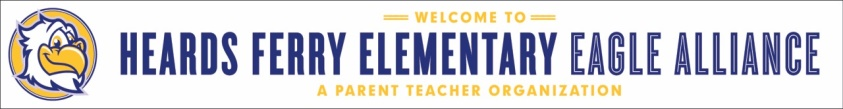 WELCOME TO
HEARDS FERRY ELEMENTARY EAGLE ALLIANCE
A PARENT TEACHER ORGANIZATION